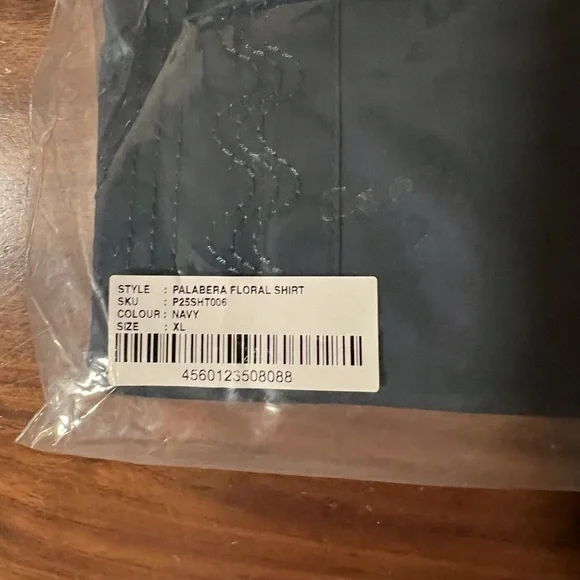 STYLE : PALABERA FLORAL SHIRT
SKU : P25SHT006
COLOUR : NAVY
SIZE : XL
4560123508088